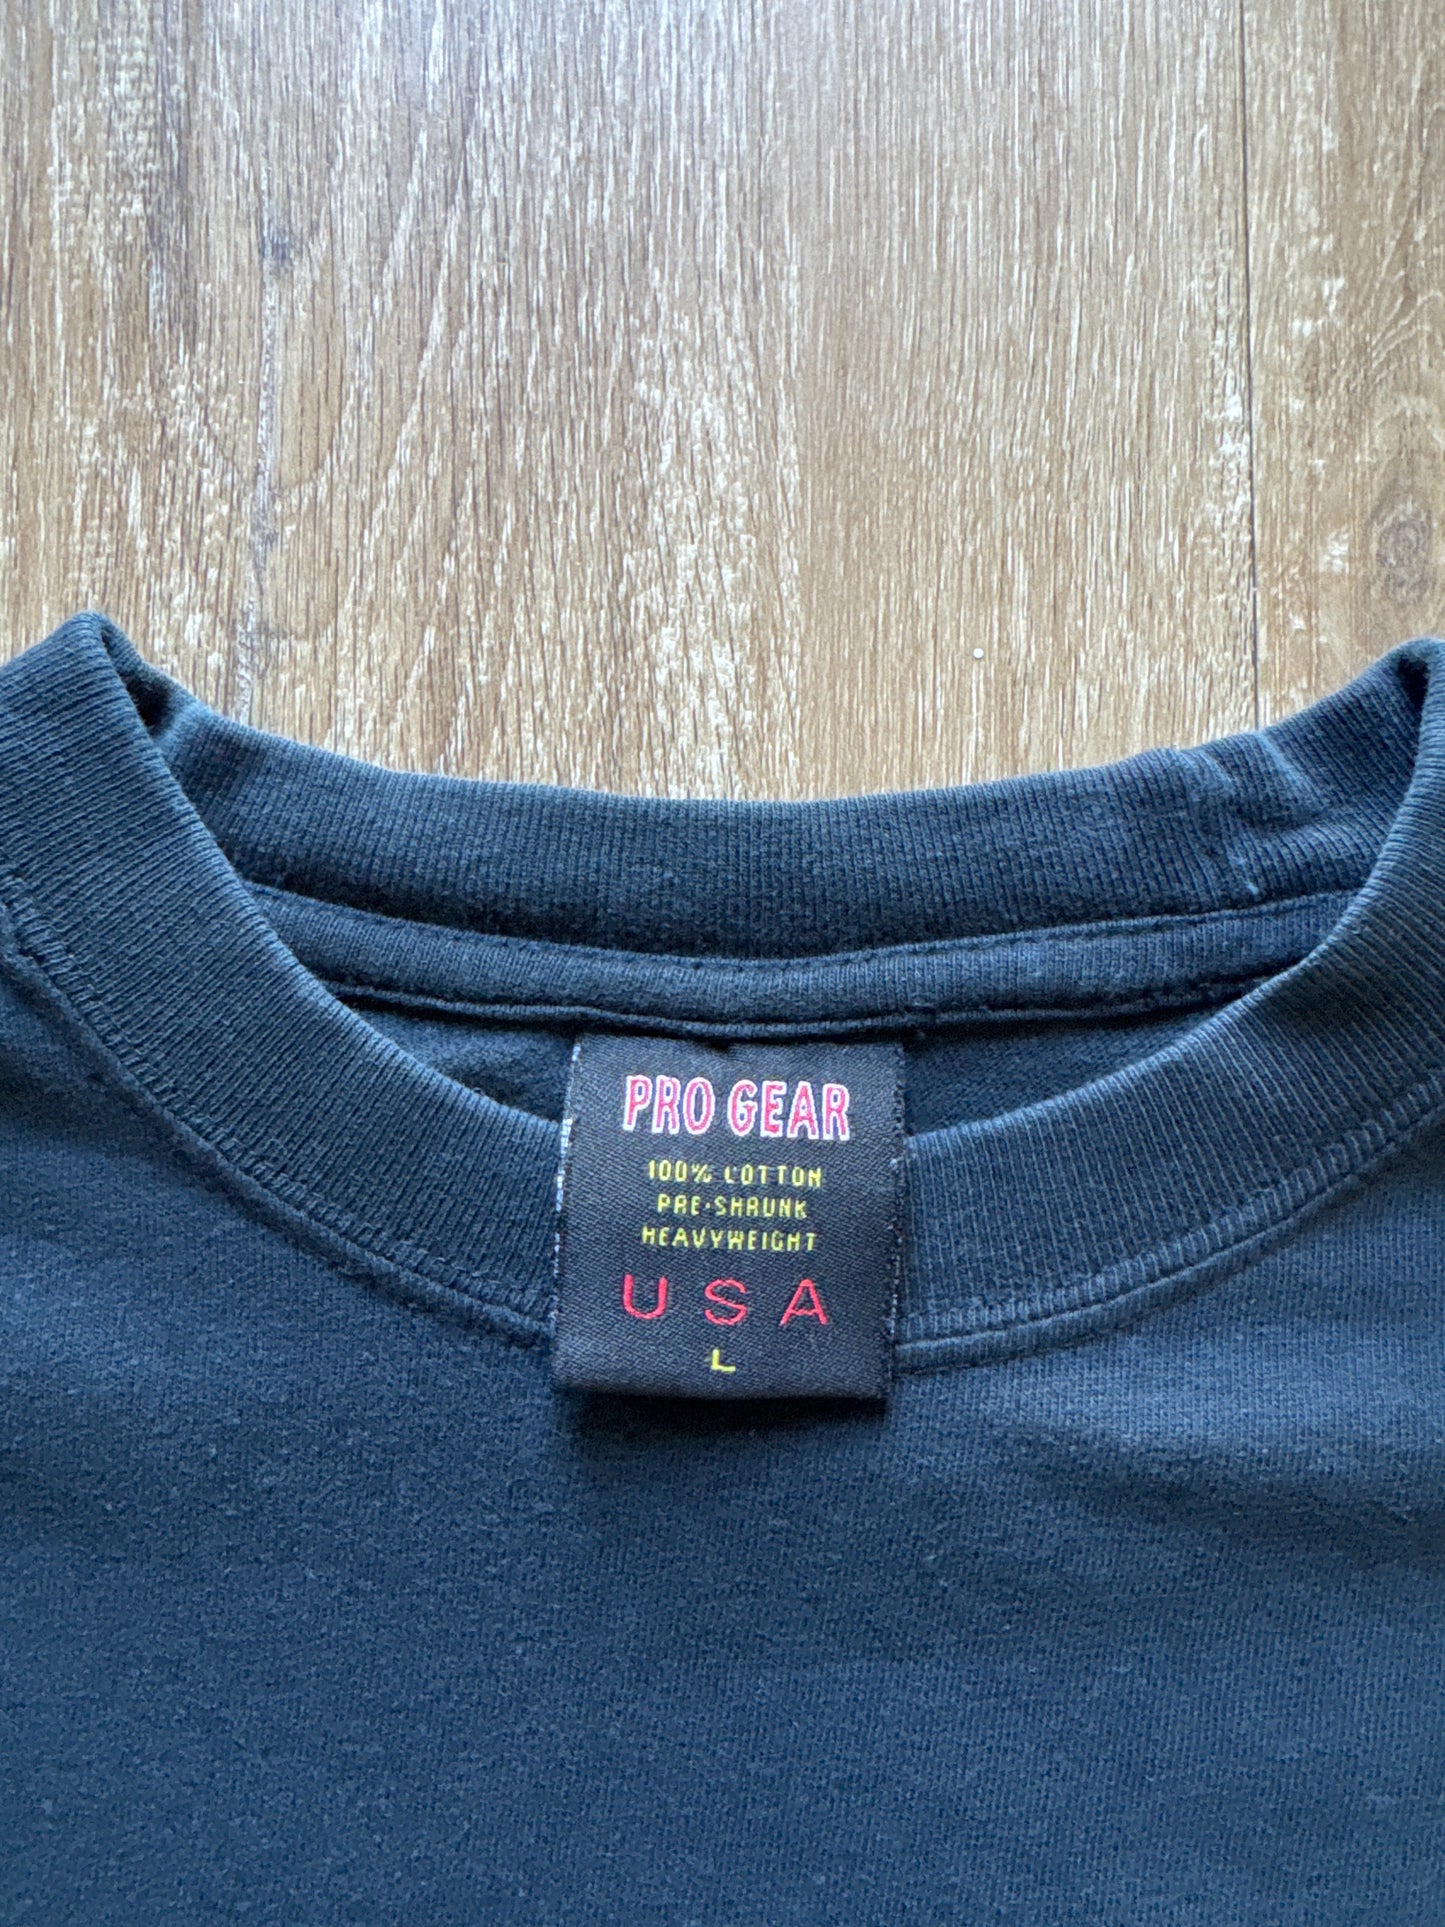 PRO GEAR
100% COTTON
PRE-SHRUNK
HEAVYWEIGHT
USA
L